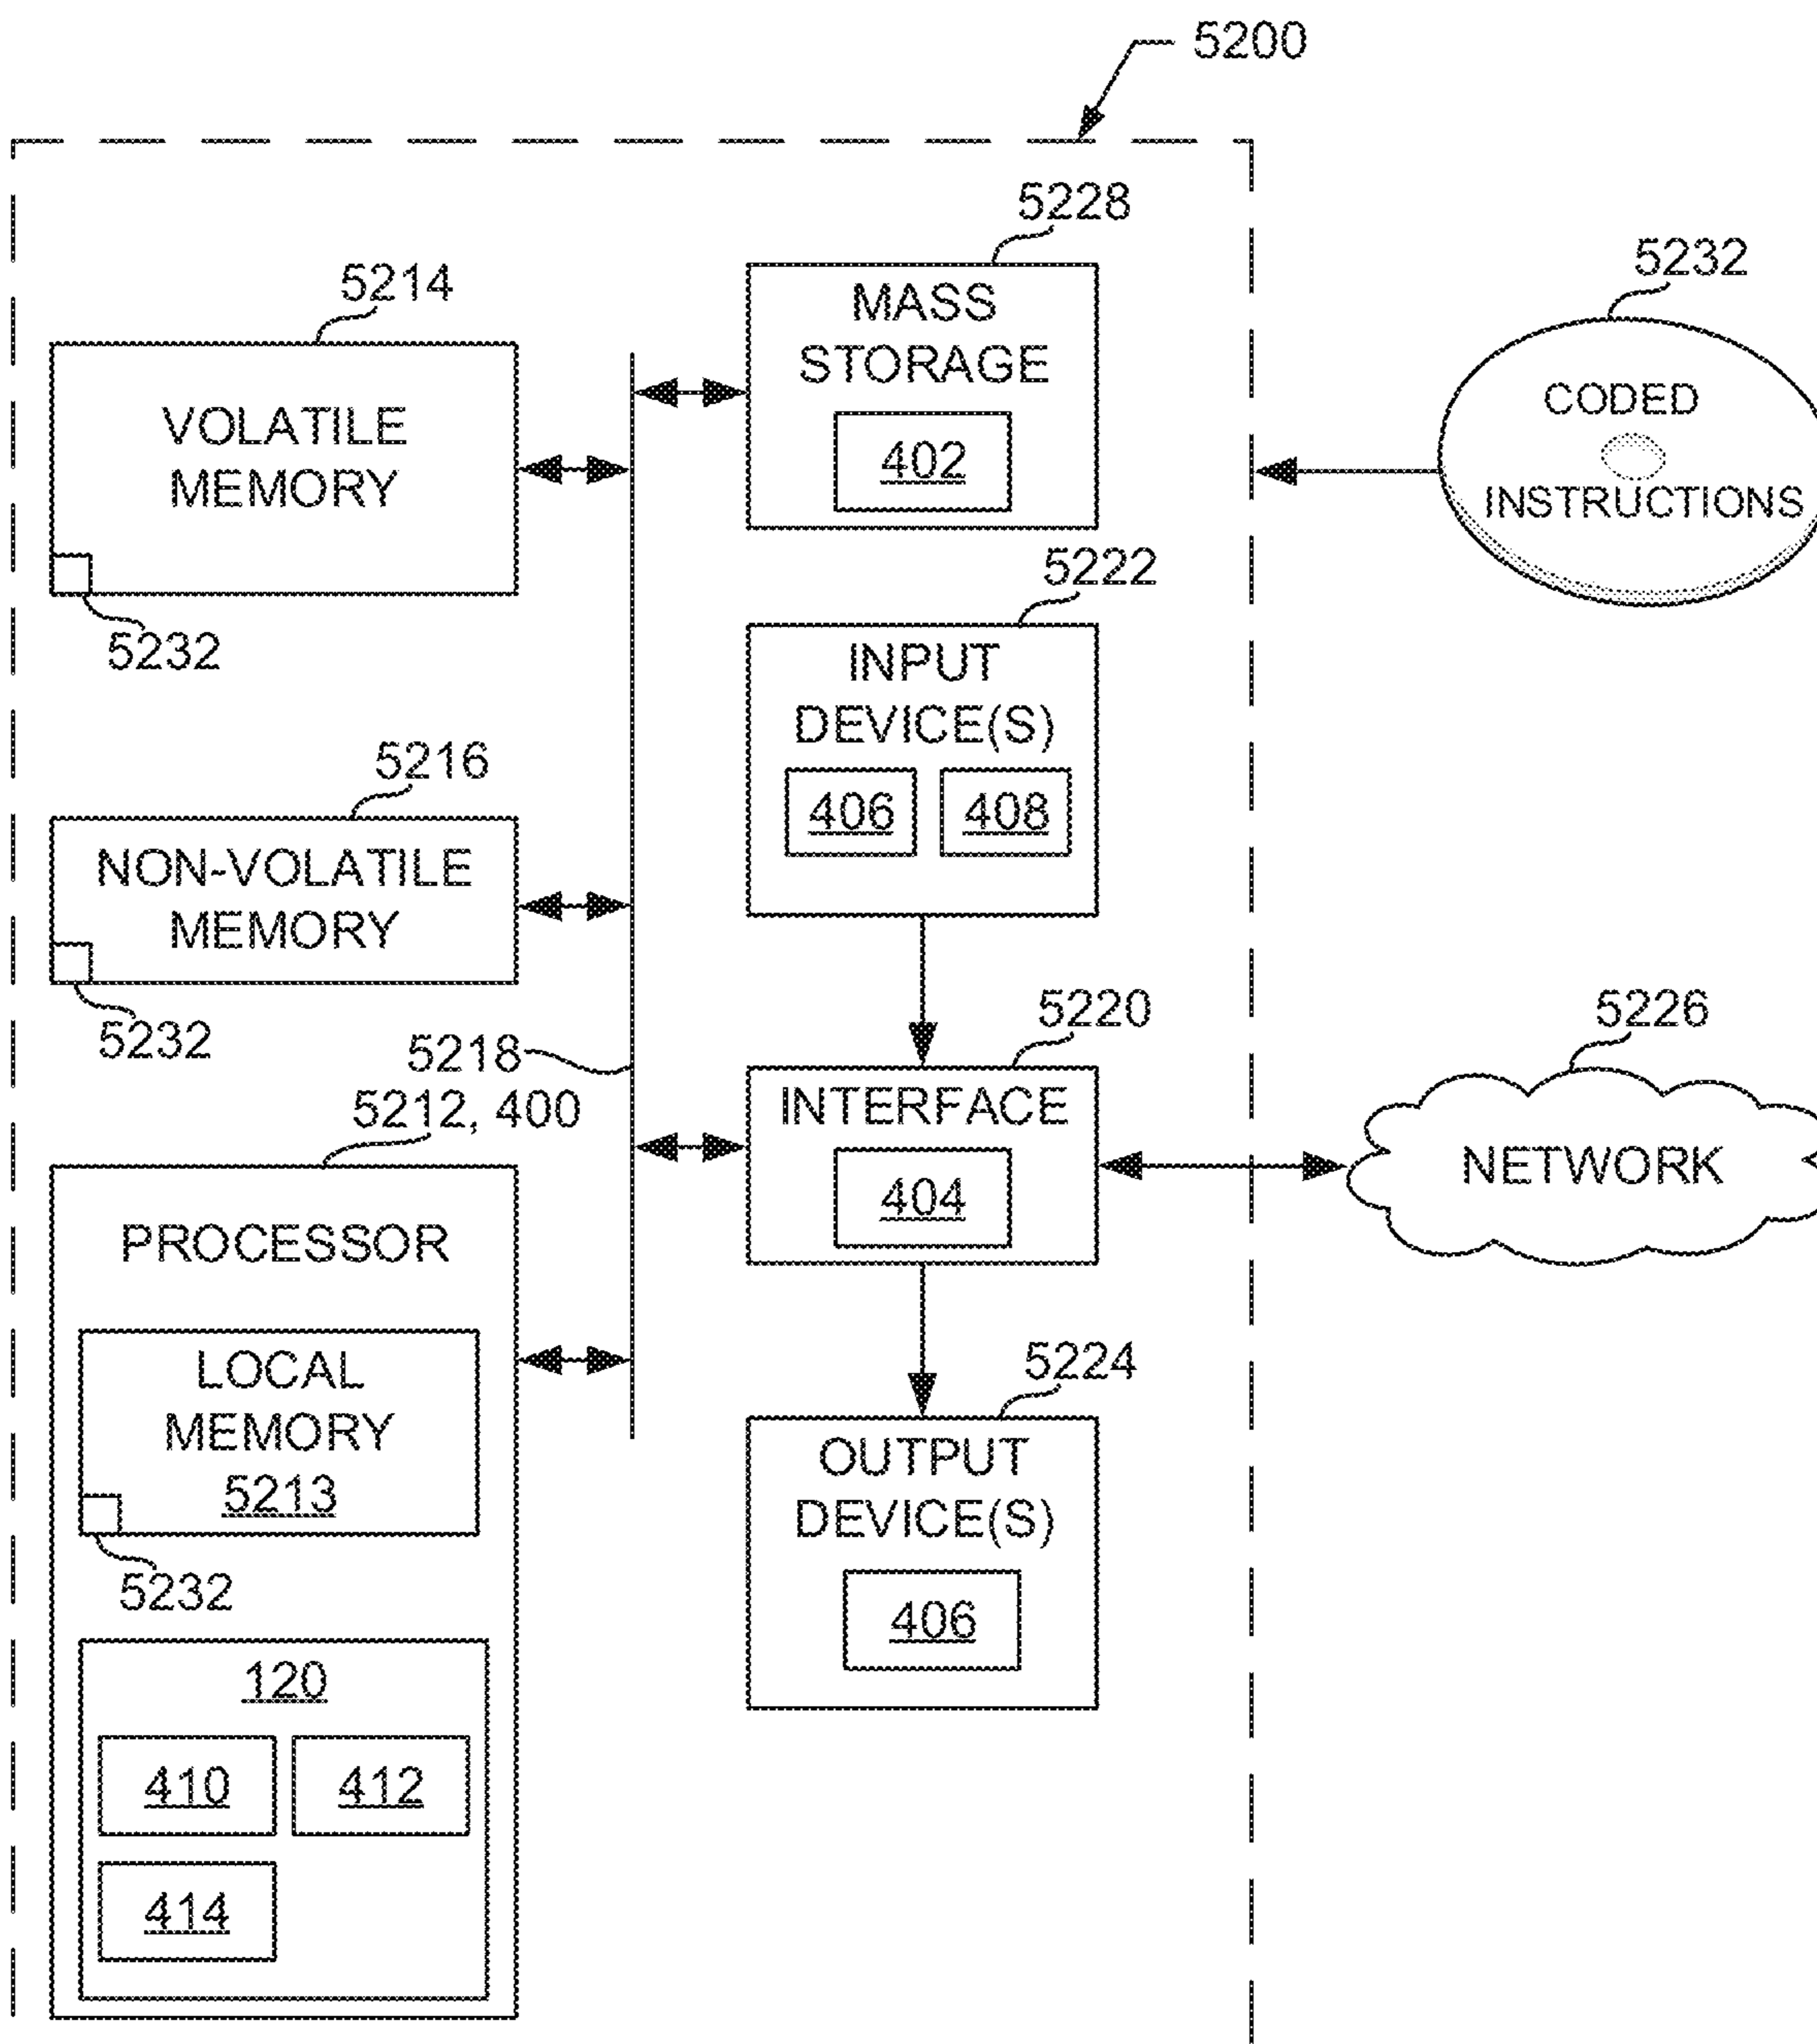 5200
5228
MASS
STORAGE
402
5214
VOLATILE
MEMORY
5232
5232
CODED
INSTRUCTIONS
5222
INPUT
DEVICE(S)
406
408
5216
NON-VOLATILE
MEMORY
5232
5218
5220
INTERFACE
404
5226
NETWORK
5212, 400
PROCESSOR
LOCAL
MEMORY
5213
5232
5224
OUTPUT
DEVICE(S)
406
120
410
412
414